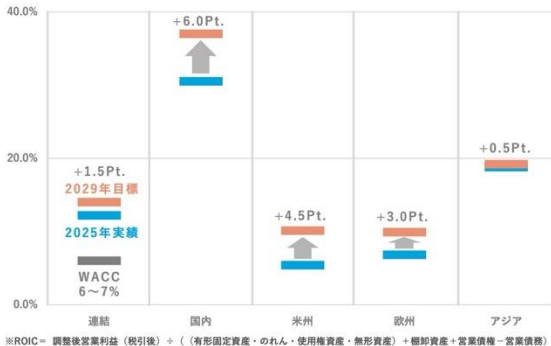 40.0%
+6.0Pt.
20.0%
+1.5Pt.
2029年目標
2025年実績
WACC
6～7%
+4.5Pt.
+3.0Pt.
+0.5Pt.
0.0%
連結
国内
米州
欧州
アジア
※ROIC= 調整後営業利益（税引後）÷（（有形固定資産・のれん・使用権資産・無形資産）＋棚卸資産＋営業債権－営業債務）